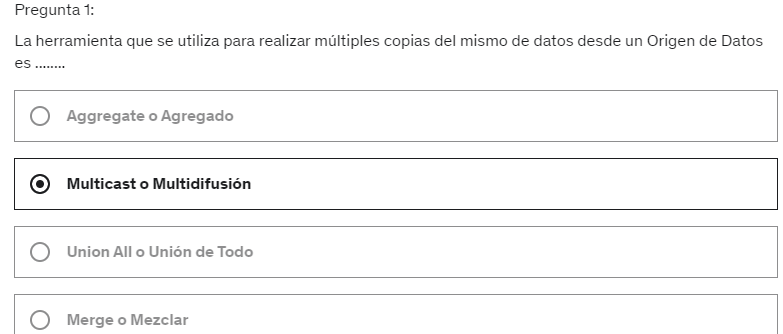 Pregunta 1:
La herramienta que se utiliza para realizar múltiples copias del mismo de datos desde un Origen de Datos
es ........
Aggregate o Agregado
Multicast o Multidifusión
Union All o Unión de Todo
Merge o Mezclar